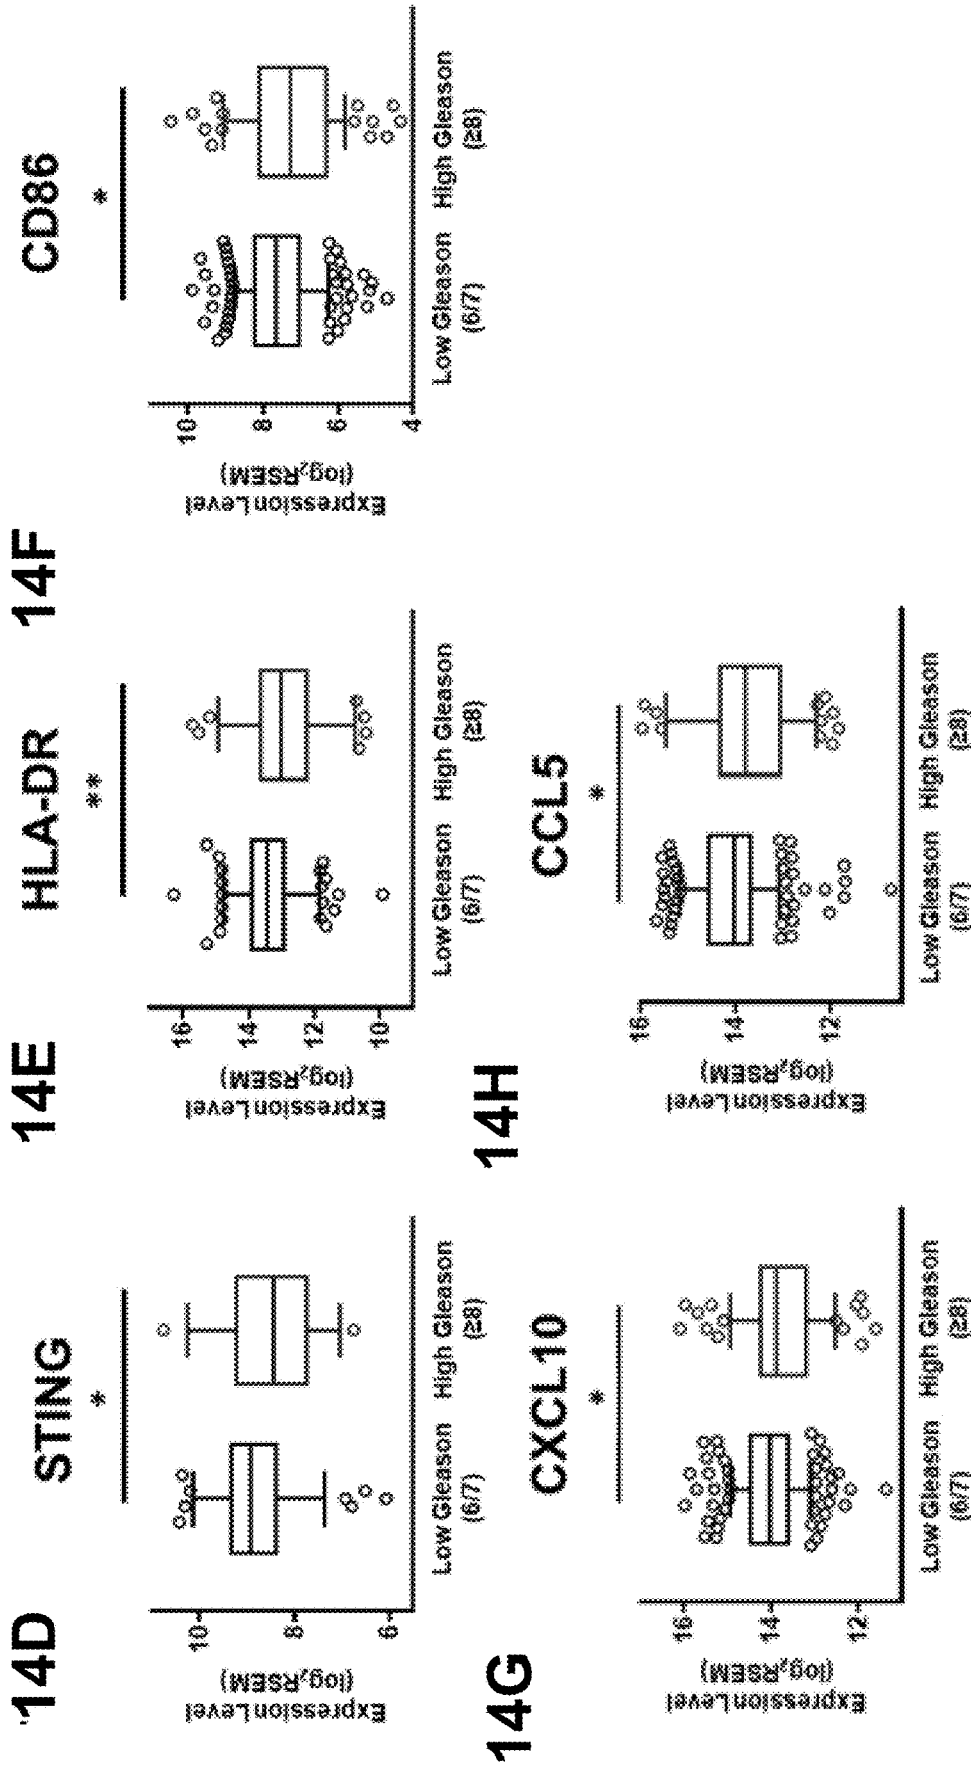 14D
STING
*
Expression Level
(log₂RSEM)
10
8
6
Low Gleason
(6/7)
High Gleason
(≥8)
14E
HLA-DR
**
Expression Level
(log₂RSEM)
16
14
12
10
Low Gleason
(6/7)
High Gleason
(≥8)
14F
CD86
*
Expression Level
(log₂RSEM)
10
8
6
4
Low Gleason
(6/7)
High Gleason
(≥8)
14G
CXCL10
*
Expression Level
(log₂RSEM)
16
14
12
Low Gleason
(6/7)
High Gleason
(≥8)
14H
CCL5
*
Expression Level
(log₂RSEM)
16
14
12
Low Gleason
(6/7)
High Gleason
(≥8)